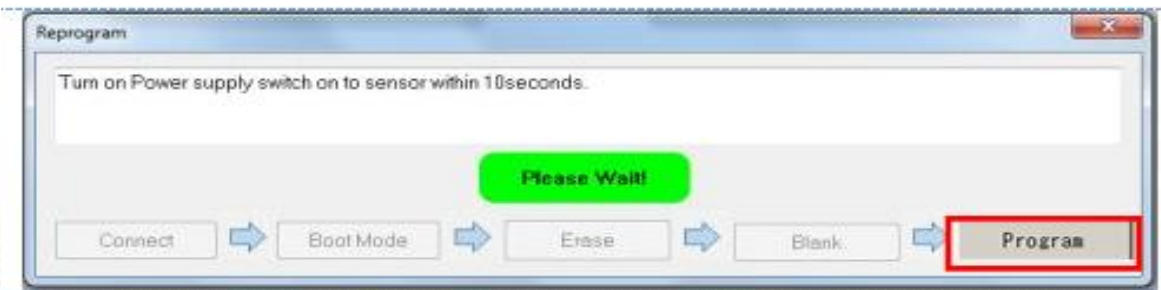 Reprogram
Turn on Power supply switch on to sensor within 10seconds.
Please Wait!
Connect
Boot Mode
Erase
Blank
Program